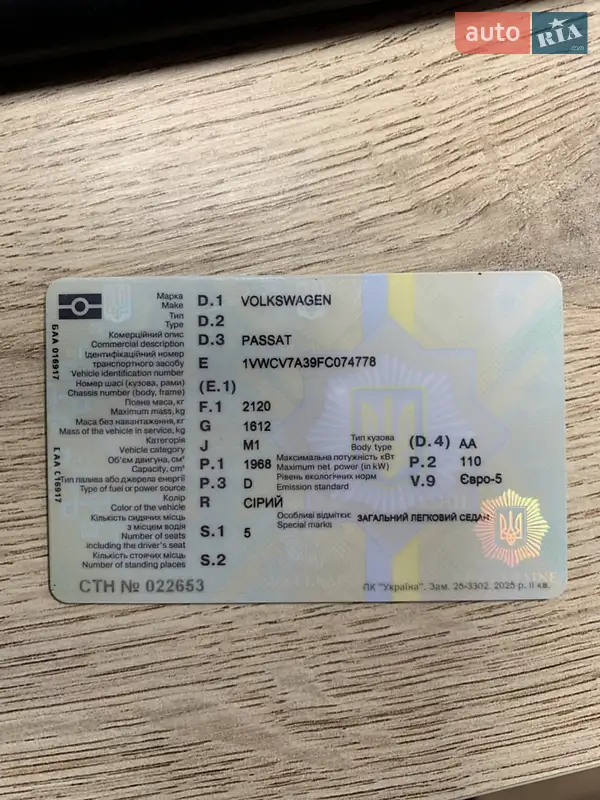 auto RIA .com
Марка D.1 VOLKSWAGEN
Make
Тип D.2
Type
Комерційний опис D.3 PASSAT
Commercial description
Ідентифікаційний номер
транспортного засобу E 1VWCV7A39FC074778
Vehicle identification number
Номер шасі (кузова, рами) (E.1)
Chassis number (body, frame)
Повна маса, кг F.1 2120
Maximum mass, kg
Маса без навантаження, кг G 1612
Mass of the vehicle in service, kg
Категорія J M1 Тип кузова (D.4) АА
Vehicle category Body type
Об'єм двигуна, см³ P.1 1968 Максимальна потужність кВт P.2 110
Capacity, cm³ Maximum net power (in kW)
Тип палива або джерела енергії P.3 D Рівень екологічних норм V.9 Євро-5
Type of fuel or power source Emission standard
Колір R СІРИЙ
Color of the vehicle
Кількість сидячих місць Особливі відмітки: ЗАГАЛЬНИЙ ЛЕГКОВИЙ СЕДАН
з місцем водія S.1 5 Special marks
Number of seats
including the driver's seat
Кількість стоячих місць S.2
Number of standing places
СТН № 022653
ПК "Україна". Зам. 25-3302. 2025 р. II кв.
БАА 016917